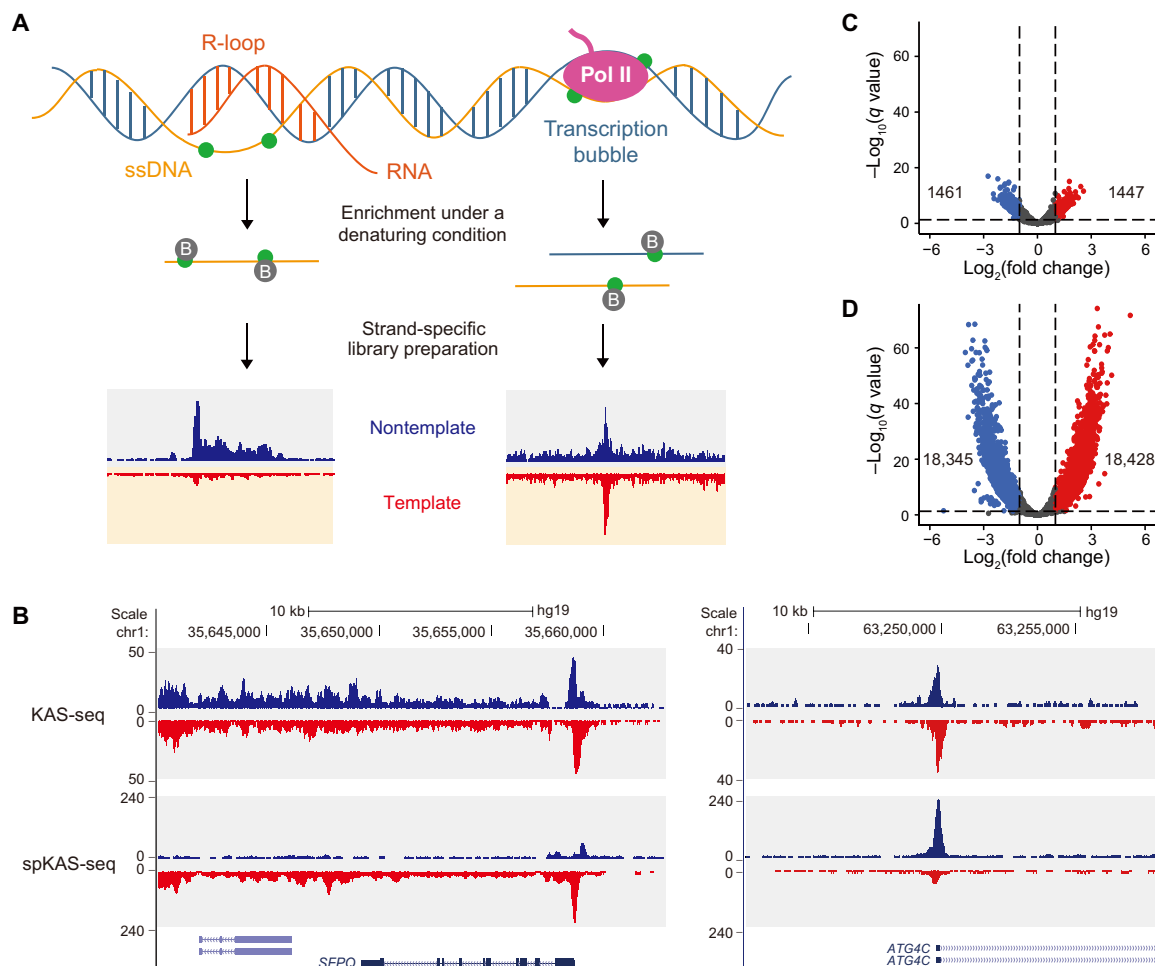 A
R-loop
Pol II
ssDNA
RNA
Transcription
bubble
Enrichment under a
denaturing condition
B
B
B
B
Strand-specific
library preparation
Nontemplate
Template
C
60
40
20
0
−Log10(q value)
1461
1447
−6
−3
0
3
6
Log2(fold change)
D
60
40
20
0
−Log10(q value)
18,345
18,428
−6
−3
0
3
6
Log2(fold change)
B
Scale
10 kb
hg19
chr1:
35,645,000
35,650,000
35,655,000
35,660,000
50
0
0
50
KAS-seq
240
0
0
240
spKAS-seq
SFPQ
Scale
10 kb
hg19
chr1:
63,250,000
63,255,000
40
0
0
40
240
0
0
240
ATG4C
ATG4C